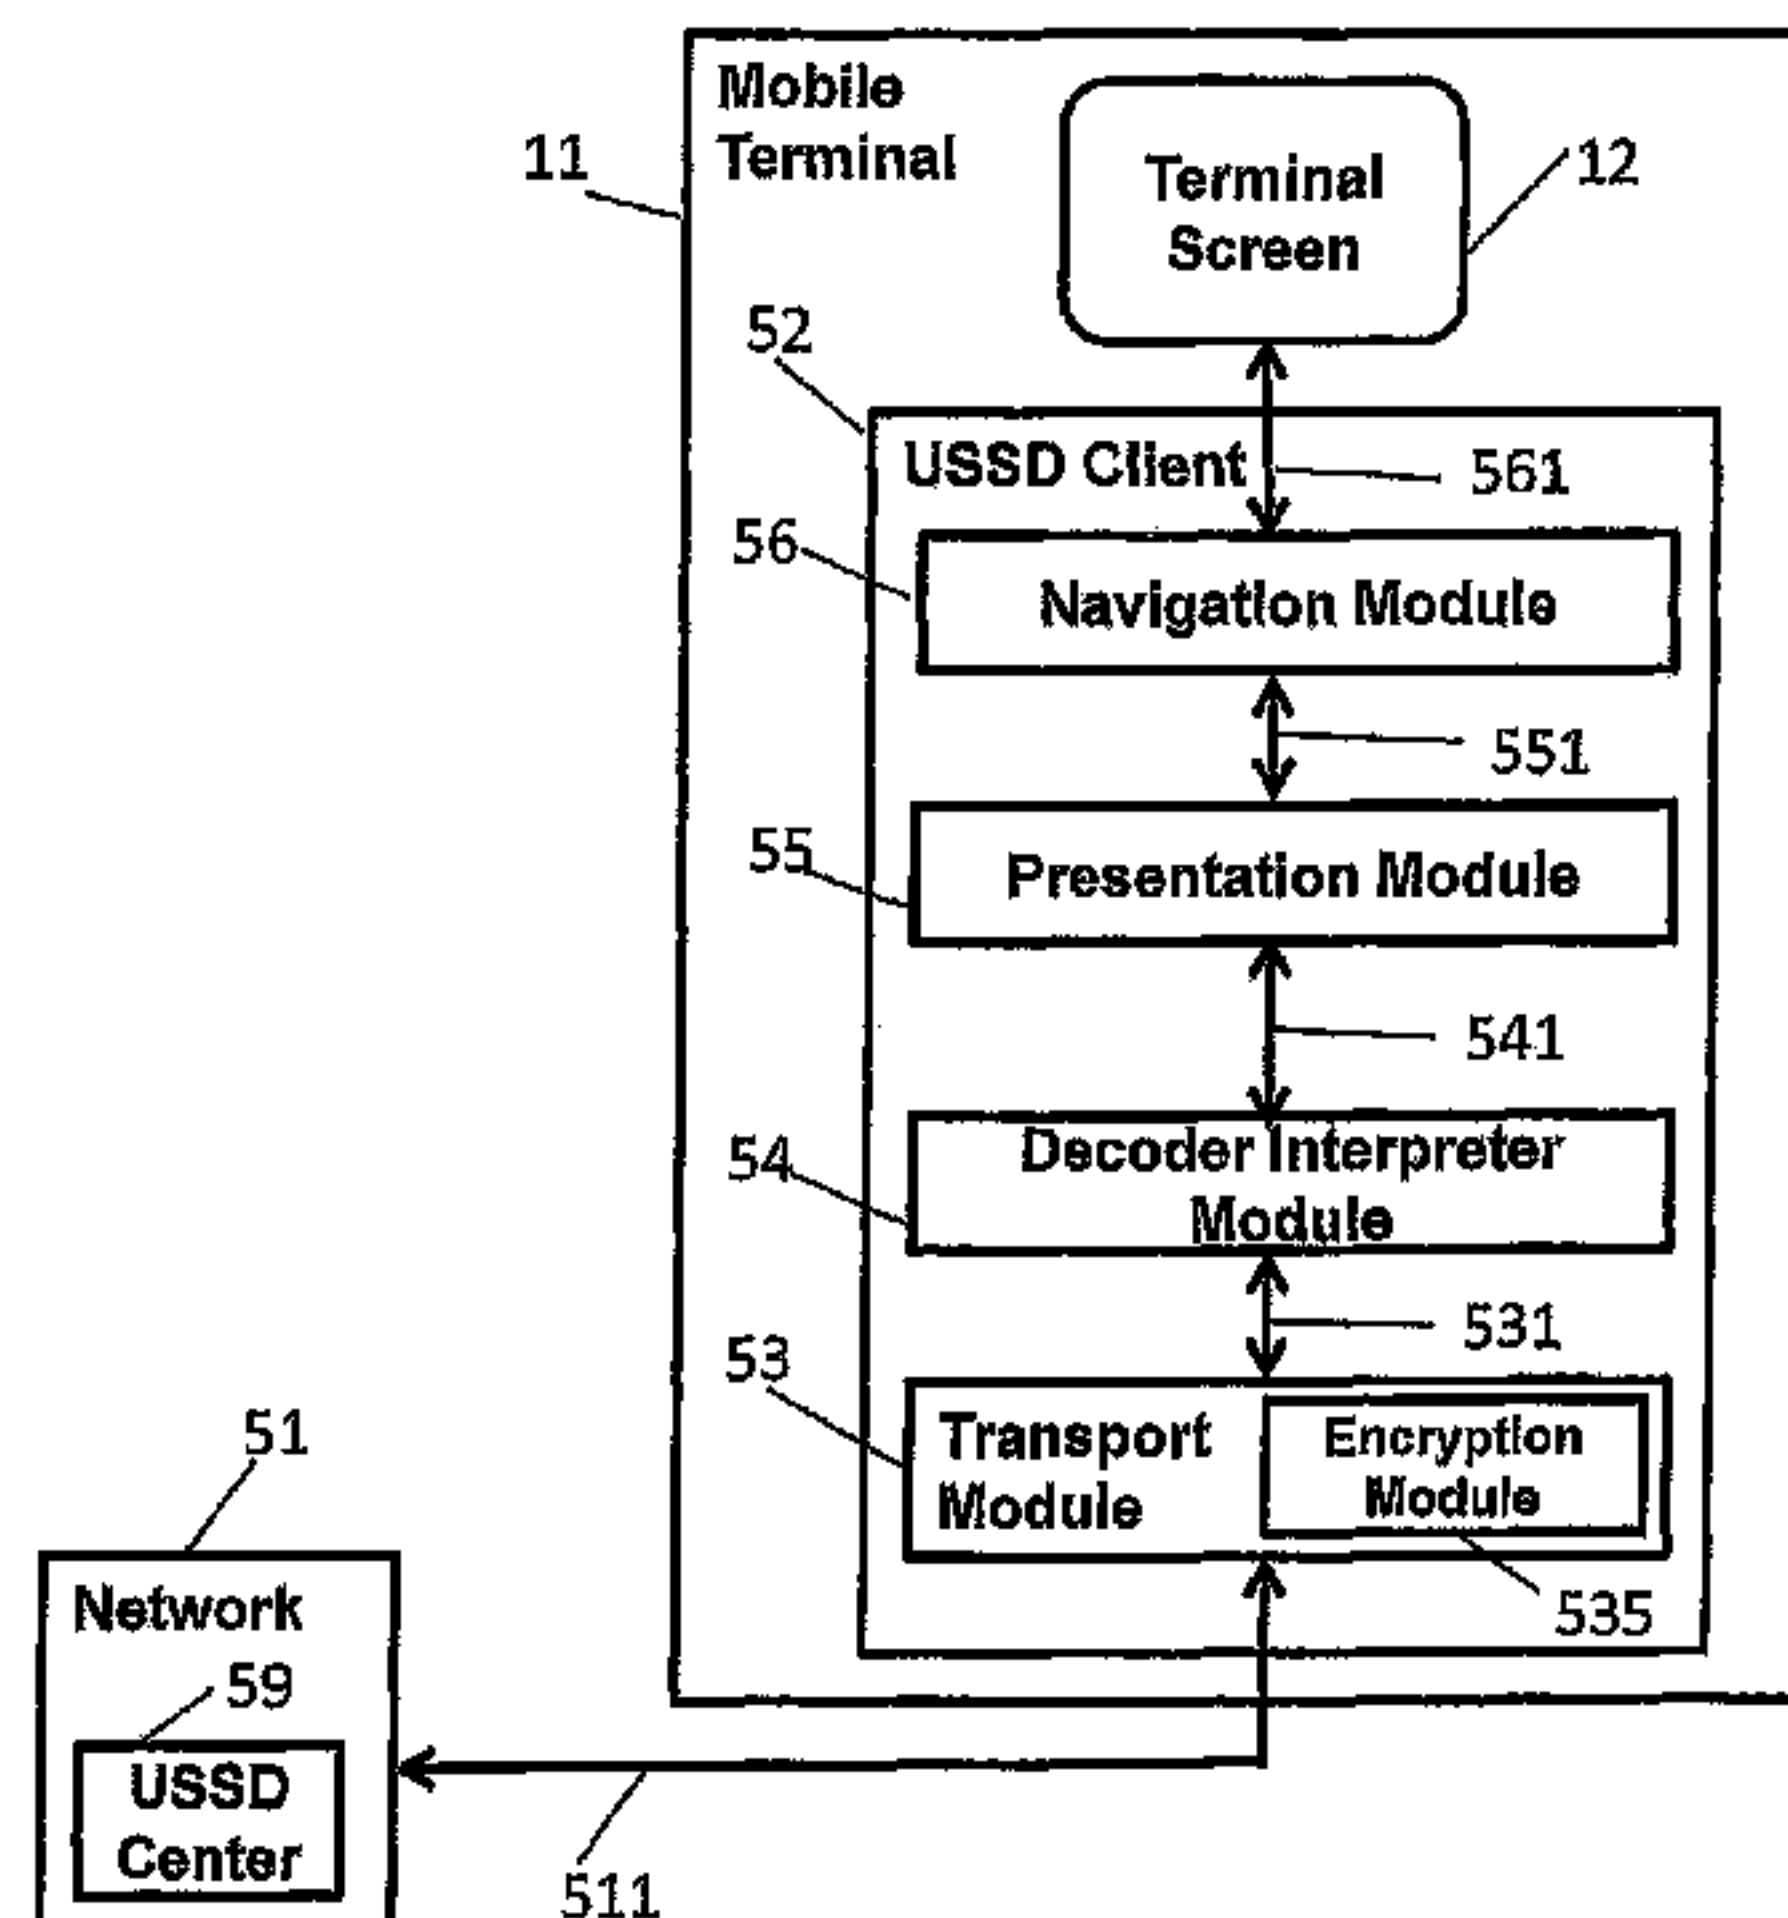 Mobile
Terminal
11
Terminal
Screen
12
52
USSD Client
561
56
Navigation Module
551
55
Presentation Module
541
54
Decoder Interpreter
Module
531
53
Transport
Module
Encryption
Module
535
51
Network
59
USSD
Center
511